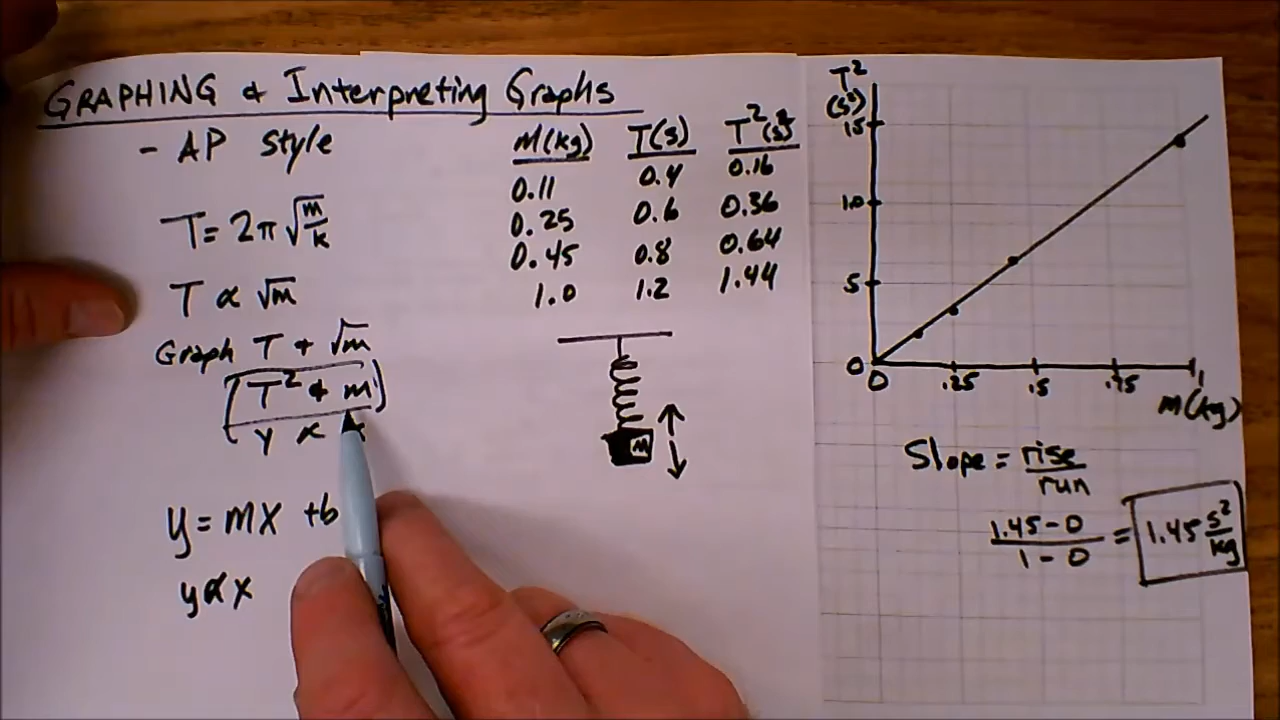 GRAPHING & Interpreting Graphs
- AP Style
T = 2π√m/k
T ∝ √m
Graph T & √m
T² & m
y ∝ x
y = mx + b
y ∝ x
M(kg) T(s) T²(s²)
0.11 0.4 0.16
0.25 0.6 0.36
0.45 0.8 0.64
1.0 1.2 1.44
M
T²
(s²)
15
1.0
5
0
0 .25 .5 .75 1
M(kg)
Slope = rise
run
1.45 - 0 = 1.45 s²/kg
1 - 0